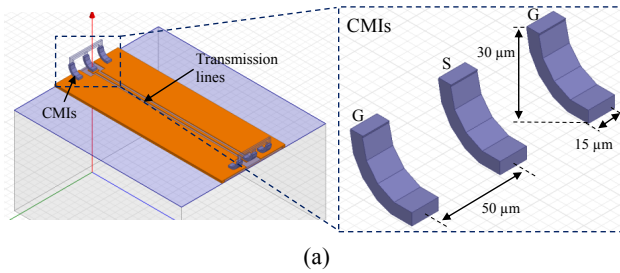 CMIs
Transmission
lines
CMIs
G
30 μm
S
G
15 μm
50 μm
(a)